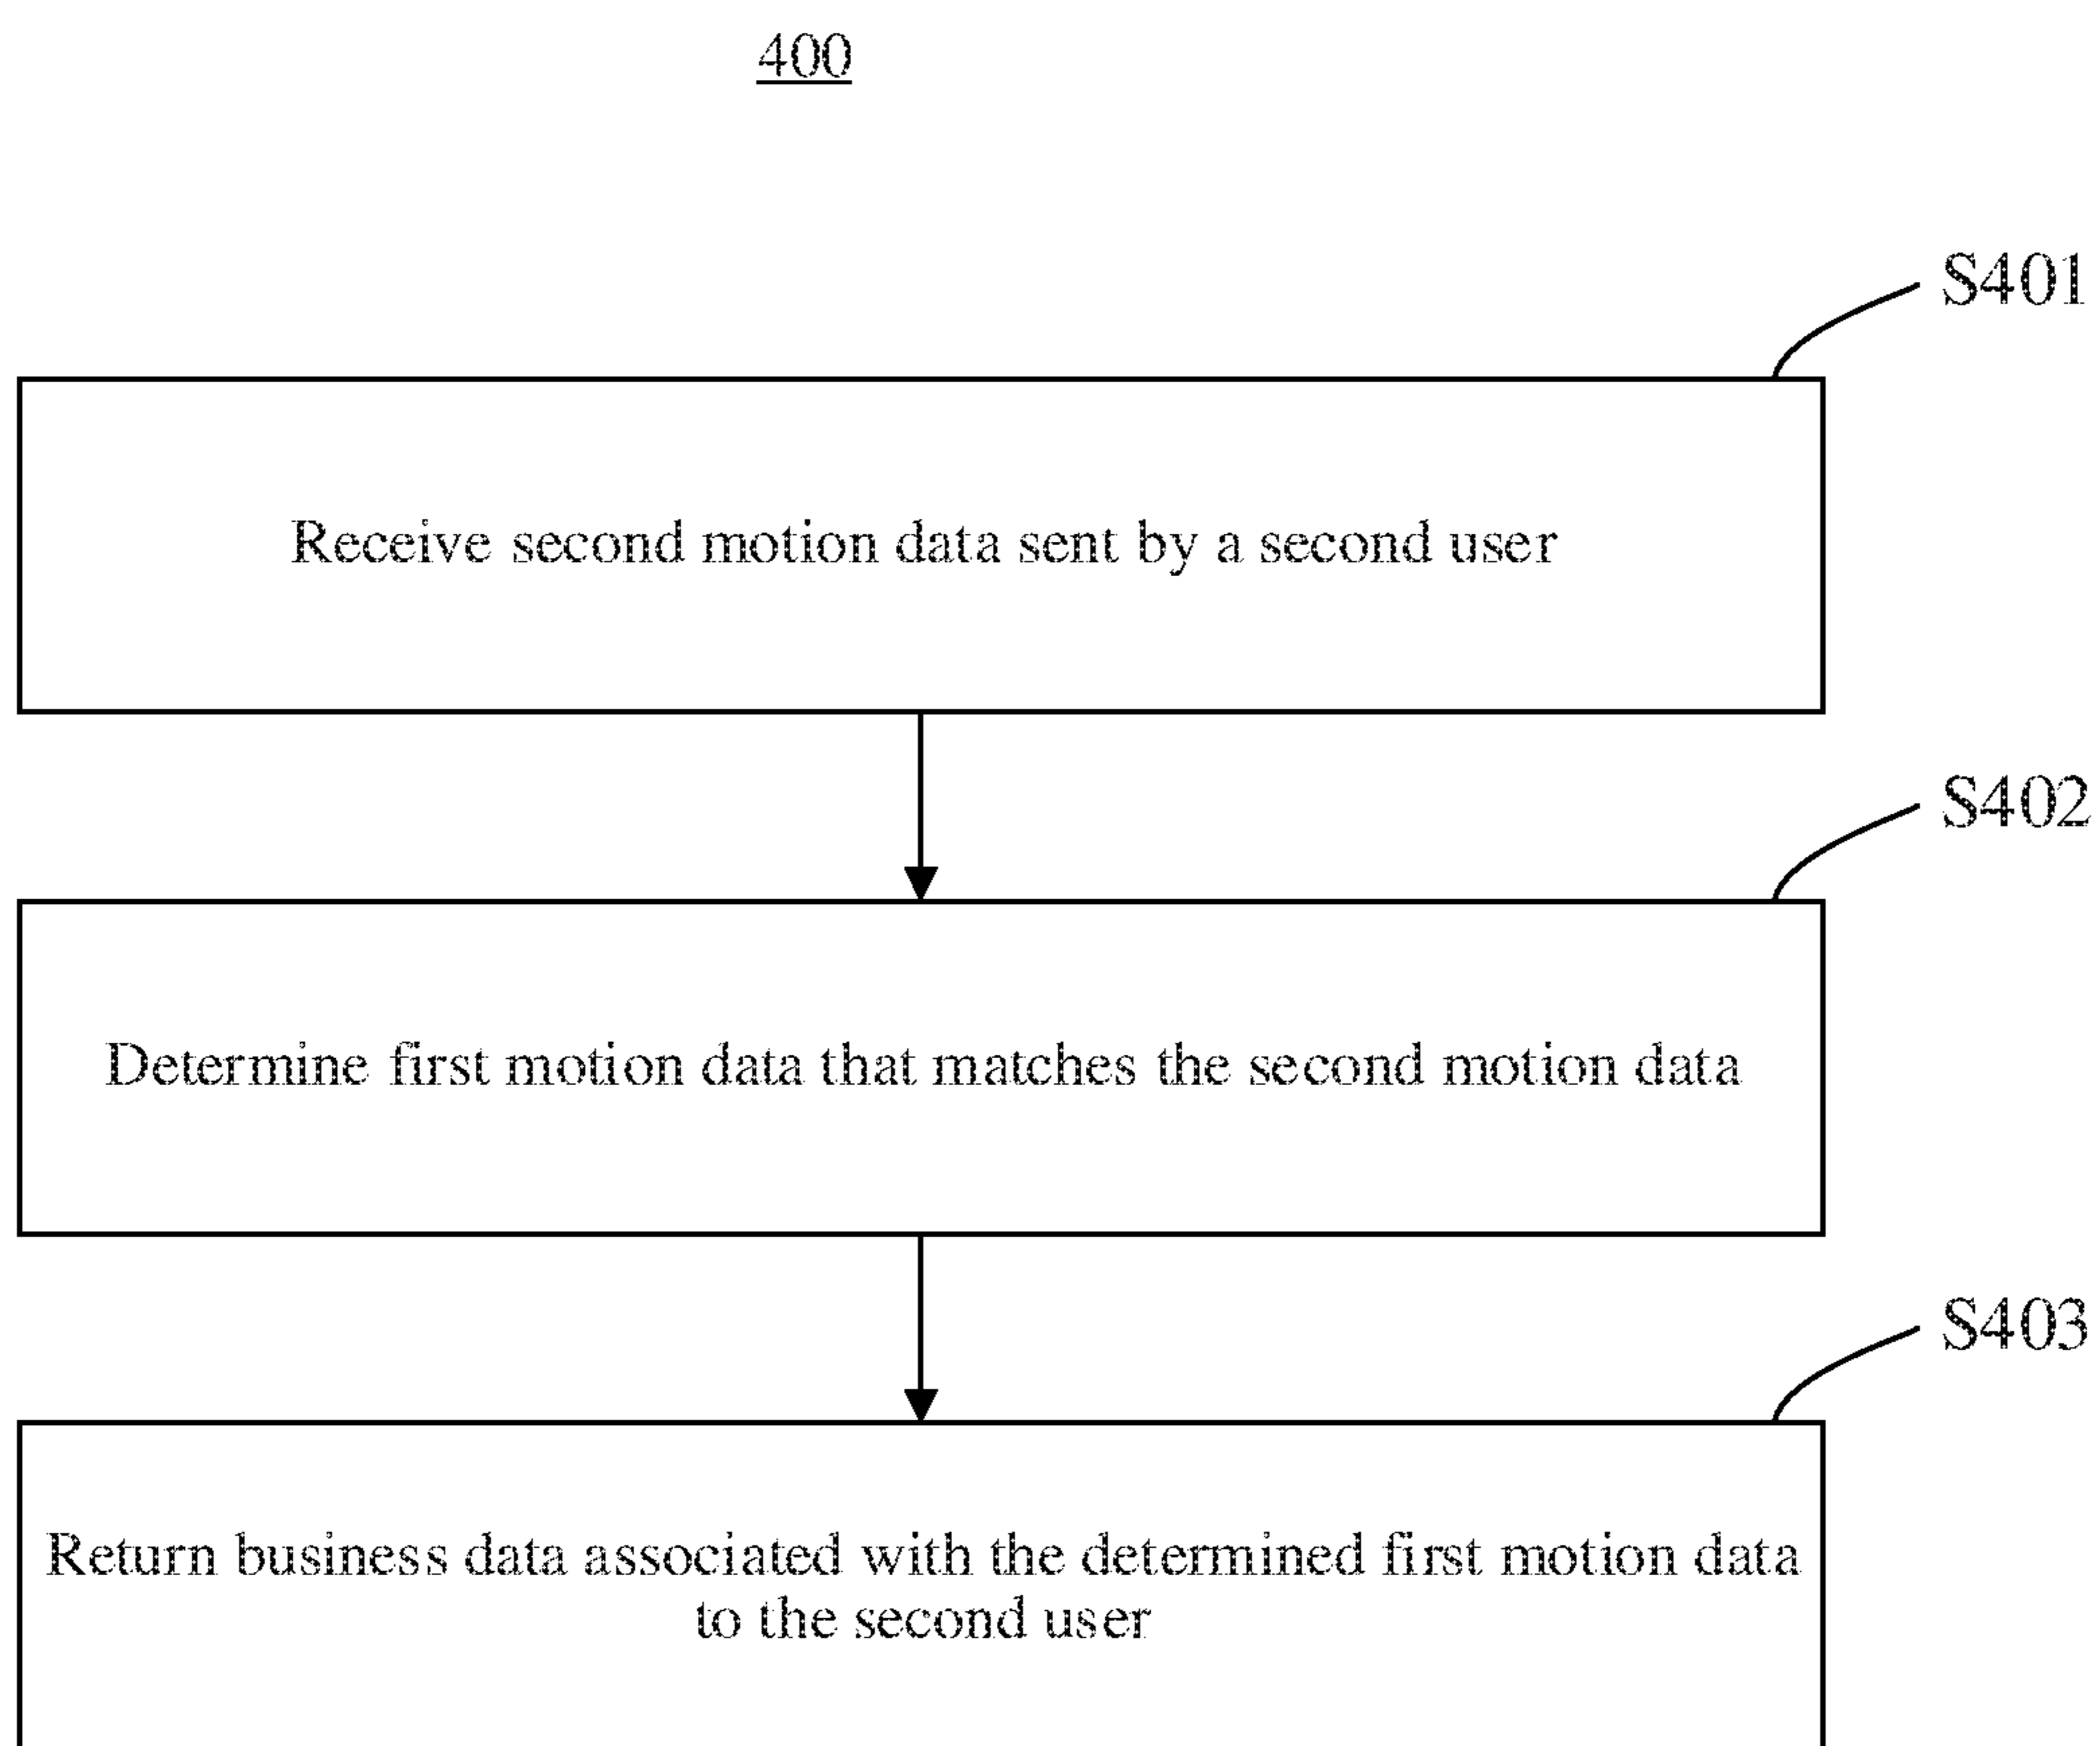 400
S401
Receive second motion data sent by a second user
S402
Determine first motion data that matches the second motion data
S403
Return business data associated with the determined first motion data
to the second user